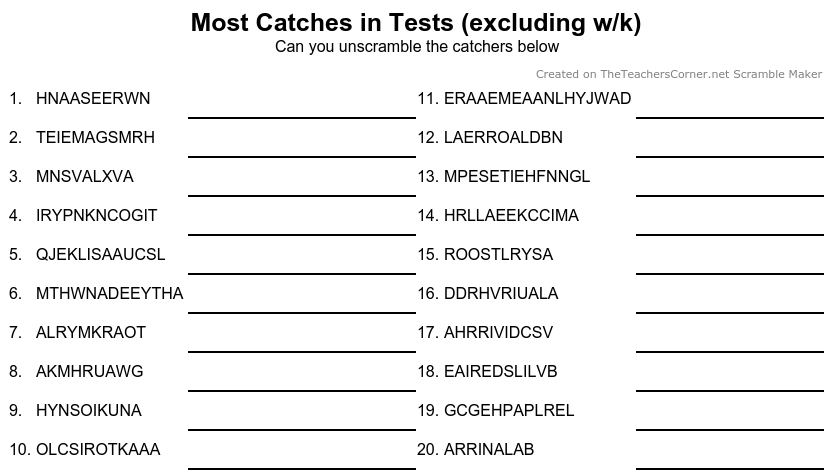 Most Catches in Tests (excluding w/k)
Can you unscramble the catchers below
Created on TheTeachersCorner.net Scramble Maker
1. HNAASEERWN
2. TEIEMAGSMRH
3. MNSVALXVA
4. IRYPNKNCOGIT
5. QJEKLISAAUCSL
6. MTHWNADEEYTHA
7. ALRYMKRAOT
8. AKMHRUAWG
9. HYNSOIKUNA
10. OLCSIROTKAAA
11. ERAAEMEAANLHYJWAD
12. LAERROALDBN
13. MPESETIEHFNNGL
14. HRLLAEEKCCIMA
15. ROOSTLRYSA
16. DDRHVRIUALA
17. AHRRIVIDCSV
18. EAIREDSLILVB
19. GCGEHPAPLREL
20. ARRINALAB